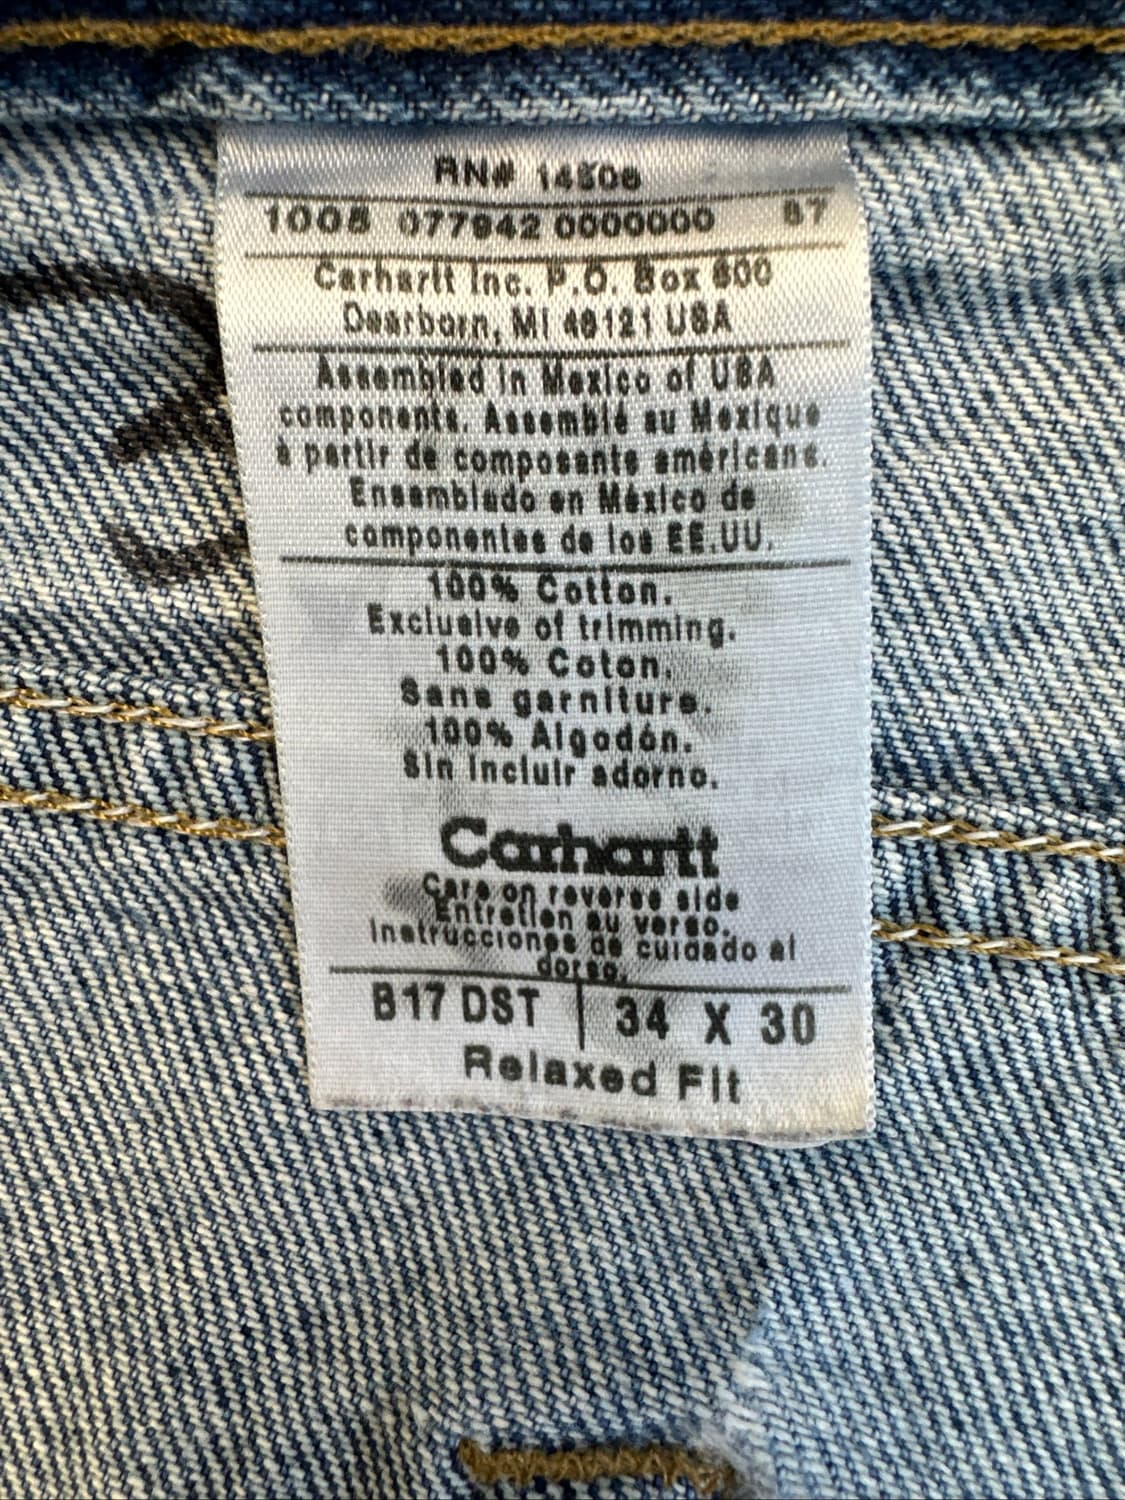 RN# 14806
1005 077942 0000000 87
Carhartt Inc. P.O. Box 600
Dearborn, MI 48121 USA
Assembled in Mexico of USA
components. Assemblé au Mexique
à partir de composants américans.
Ensamblado en México de
componentes de los EE.UU.
100% Cotton.
Exclusive of trimming.
100% Coton.
Sans garniture.
100% Algodón.
Sin incluir adorno.
Carhartt
Care on reverse side
Entretien au verso.
Instrucciones de cuidado al
dorso.
B17 DST | 34 X 30
Relaxed Fit